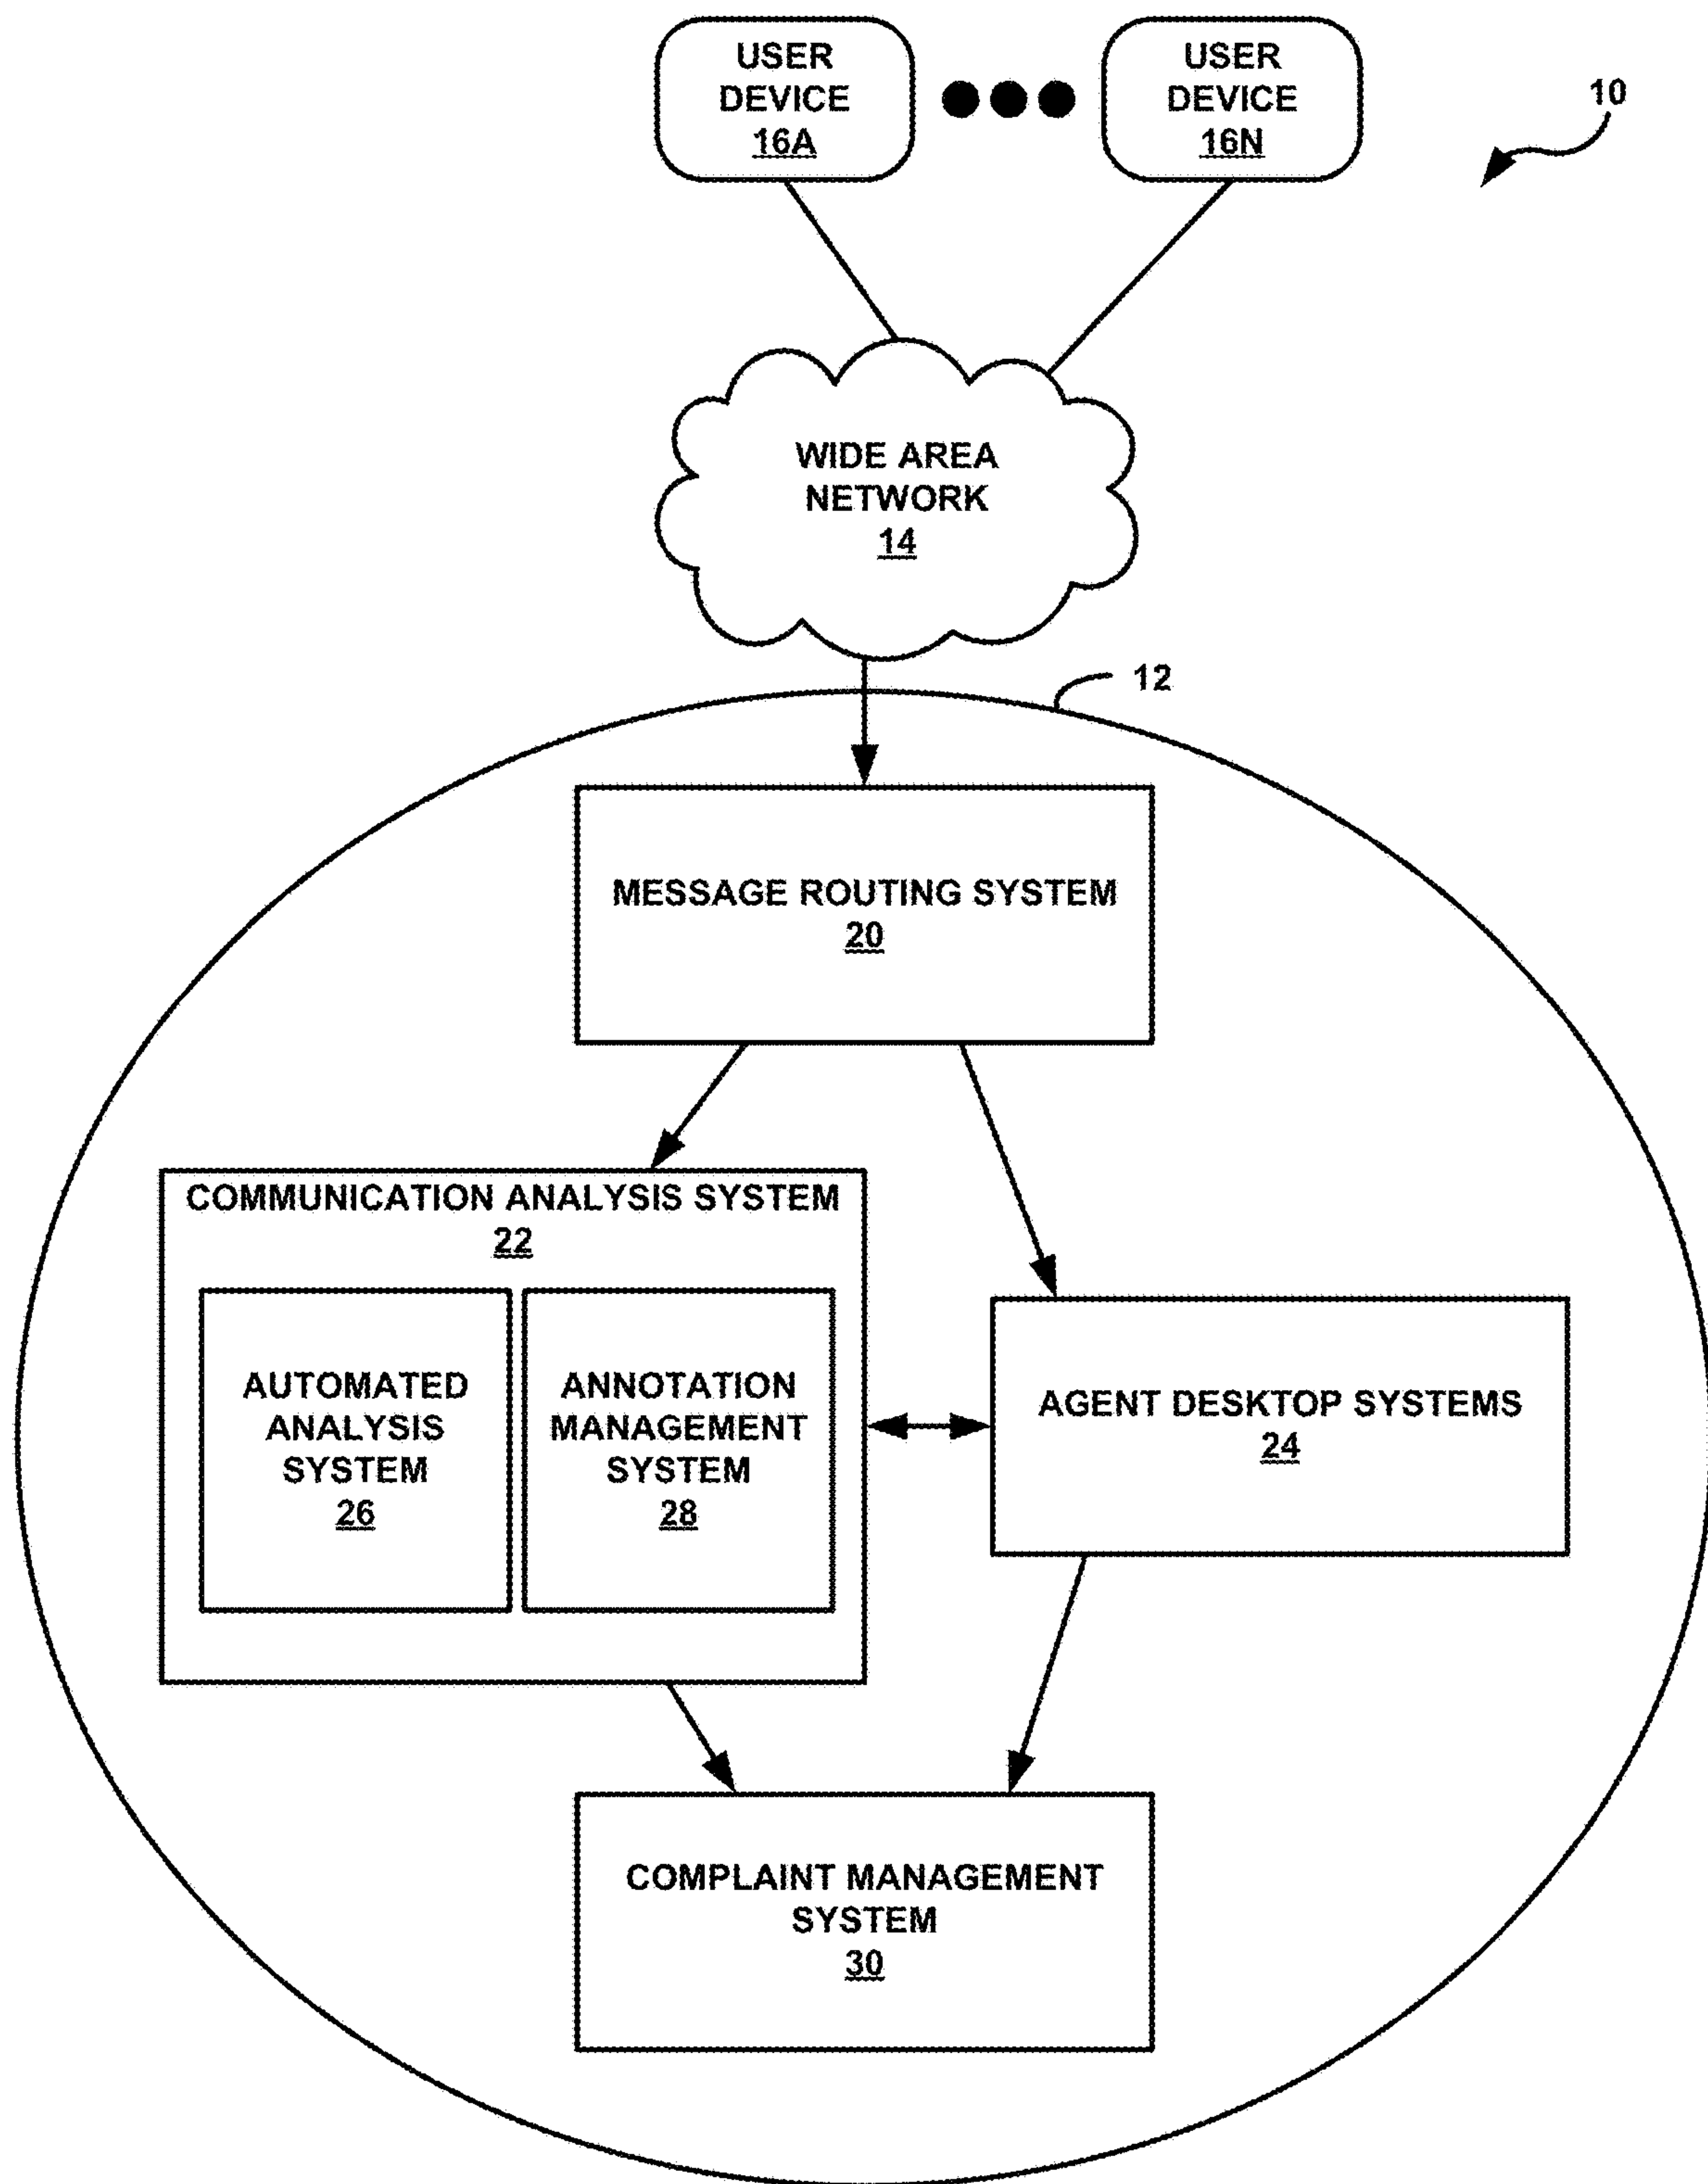 USER
DEVICE
16A
USER
DEVICE
16N
10
WIDE AREA
NETWORK
14
12
MESSAGE ROUTING SYSTEM
20
COMMUNICATION ANALYSIS SYSTEM
22
AUTOMATED
ANALYSIS
SYSTEM
26
ANNOTATION
MANAGEMENT
SYSTEM
28
AGENT DESKTOP SYSTEMS
24
COMPLAINT MANAGEMENT
SYSTEM
30